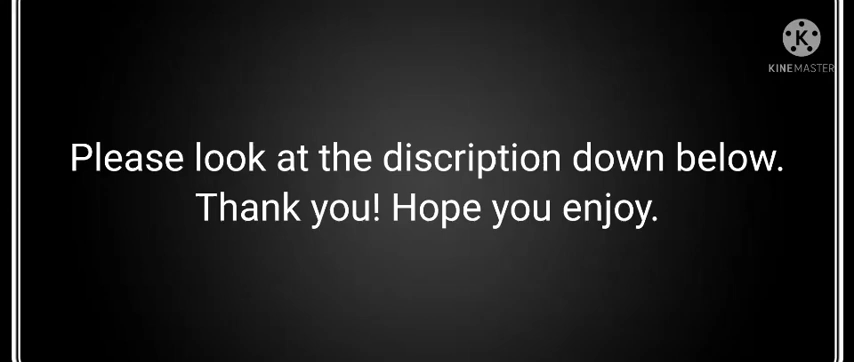 K
KINEMASTER
Please look at the discription down below.
Thank you! Hope you enjoy.